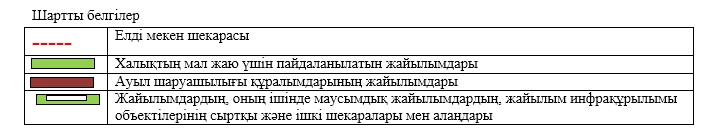 Шартты белгілер
Елді мекен шекарасы
Халықтың мал жаю үшін пайдаланылатын жайылымдары
Ауыл шаруашылығы құралымдарының жайылымдары
Жайылымдардың, оның ішінде маусымдық жайылымдардың, жайылым инфрақұрылымы
объектілерінің сыртқы және ішкі шекаралары мен алаңдары